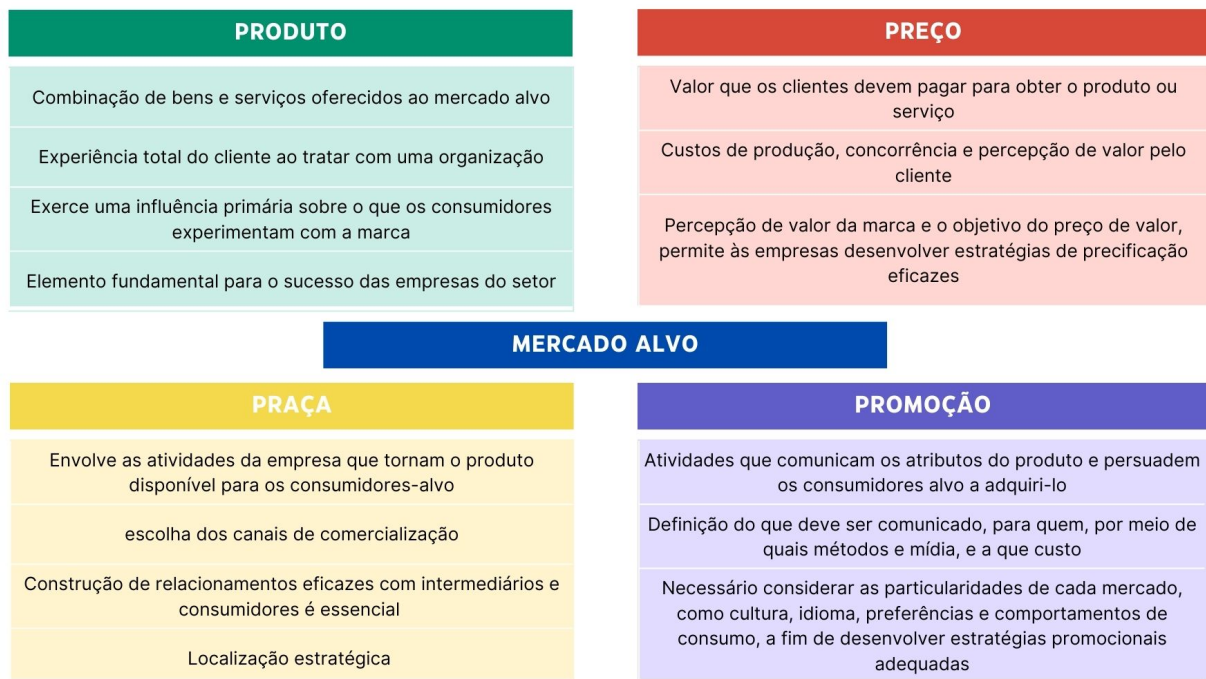 PRODUTO
Combinação de bens e serviços oferecidos ao mercado alvo
Experiência total do cliente ao tratar com uma organização
Exerce uma influência primária sobre o que os consumidores
experimentam com a marca
Elemento fundamental para o sucesso das empresas do setor
PREÇO
Valor que os clientes devem pagar para obter o produto ou
serviço
Custos de produção, concorrência e percepção de valor pelo
cliente
Percepção de valor da marca e o objetivo do preço de valor,
permite às empresas desenvolver estratégias de precificação
eficazes
MERCADO ALVO
PRAÇA
Envolve as atividades da empresa que tornam o produto
disponível para os consumidores-alvo
escolha dos canais de comercialização
Construção de relacionamentos eficazes com intermediários e
consumidores é essencial
Localização estratégica
PROMOÇÃO
Atividades que comunicam os atributos do produto e persuadem
os consumidores alvo a adquiri-lo
Definição do que deve ser comunicado, para quem, por meio de
quais métodos e mídia, e a que custo
Necessário considerar as particularidades de cada mercado,
como cultura, idioma, preferências e comportamentos de
consumo, a fim de desenvolver estratégias promocionais
adequadas